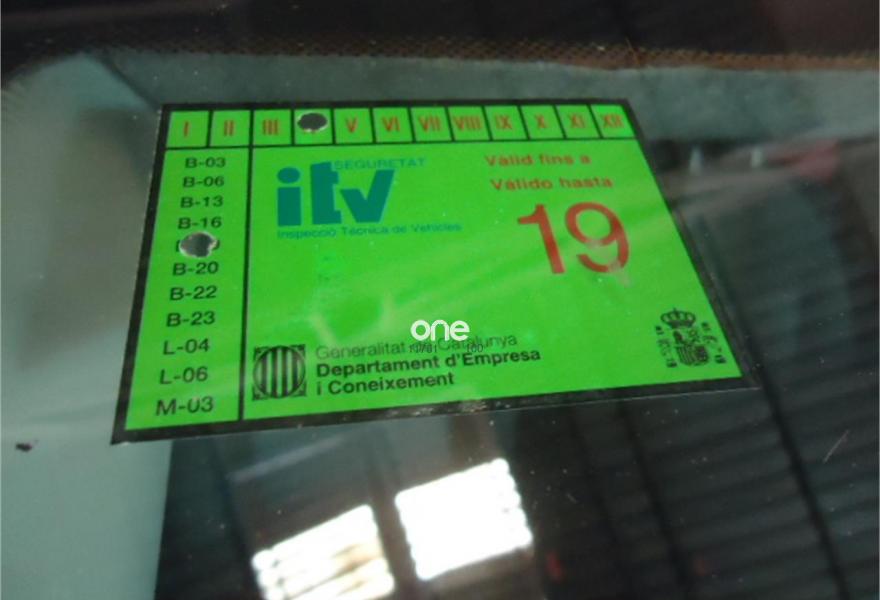 I II III V VI VII VIII IX X XI XII
B-03
B-06
B-13
B-16
B-20
B-22
B-23
L-04
L-06
M-03
SEGURETAT
itv
Inspecció Tècnica de Vehicles
Vàlid fins a
Válido hasta
19
one
Generalitat de Catalunya
Departament d'Empresa
i Coneixement